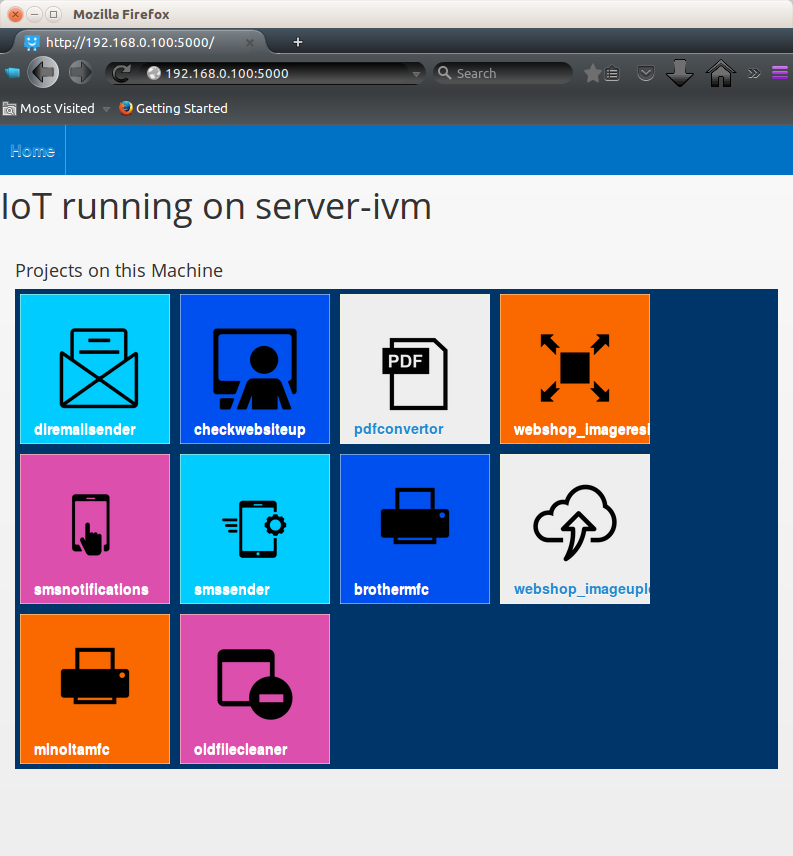 Mozilla Firefox
http://192.168.0.100:5000/
192.168.0.100:5000
Search
Most Visited
Getting Started
Home
IoT running on server-ivm
Projects on this Machine
diremailsender
checkwebsiteup
PDF
pdfconvertor
webshop_imageresi
smsnotifications
smssender
brothermfc
webshop_imageuplo
minoltamfc
oldfilecleaner